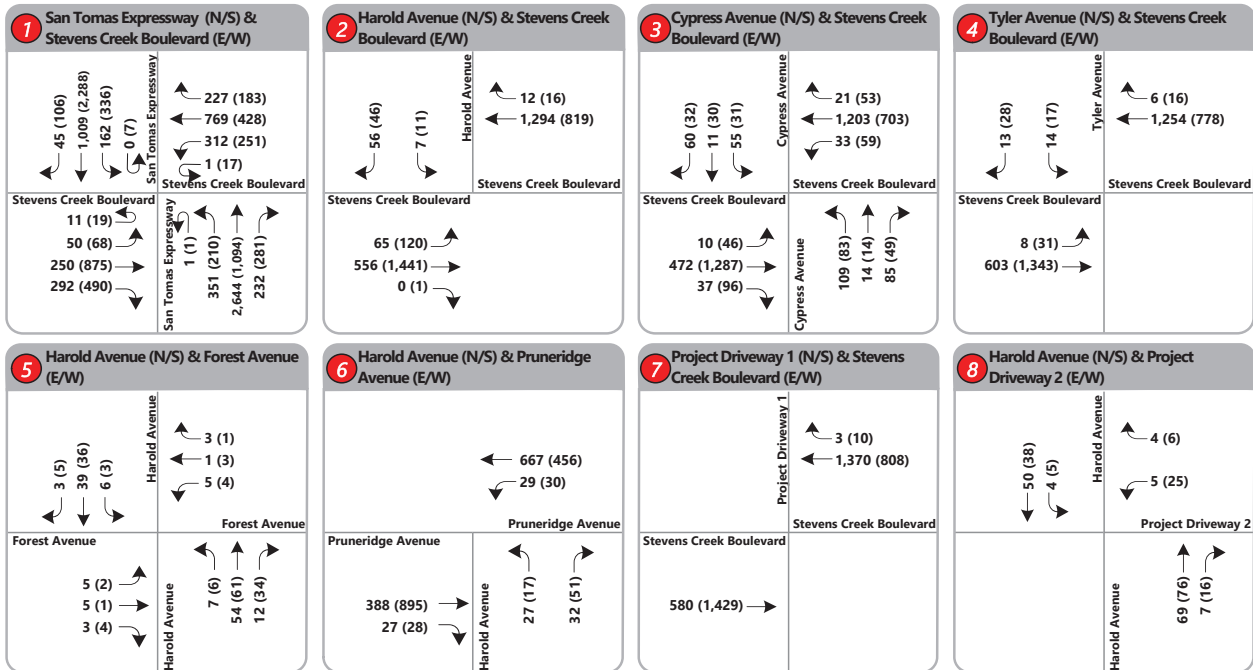 1 San Tomas Expressway (N/S) &
Stevens Creek Boulevard (E/W)
45 (106)
1,009 (2,288)
162 (336)
0 (7)
San Tomas Expressway
227 (183)
769 (428)
312 (251)
1 (17)
Stevens Creek Boulevard
Stevens Creek Boulevard
11 (19)
50 (68)
250 (875)
292 (490)
San Tomas Expressway
1 (1)
351 (210)
2,644 (1,094)
232 (281)
2 Harold Avenue (N/S) & Stevens Creek
Boulevard (E/W)
56 (46)
7 (11)
Harold Avenue
12 (16)
1,294 (819)
Stevens Creek Boulevard
Stevens Creek Boulevard
65 (120)
556 (1,441)
0 (1)
3 Cypress Avenue (N/S) & Stevens Creek
Boulevard (E/W)
60 (32)
11 (30)
55 (31)
Cypress Avenue
21 (53)
1,203 (703)
33 (59)
Stevens Creek Boulevard
Stevens Creek Boulevard
10 (46)
472 (1,287)
37 (96)
Cypress Avenue
109 (83)
14 (14)
85 (49)
4 Tyler Avenue (N/S) & Stevens Creek
Boulevard (E/W)
13 (28)
14 (17)
Tyler Avenue
6 (16)
1,254 (778)
Stevens Creek Boulevard
Stevens Creek Boulevard
8 (31)
603 (1,343)
5 Harold Avenue (N/S) & Forest Avenue
(E/W)
3 (5)
39 (36)
6 (3)
Harold Avenue
3 (1)
1 (3)
5 (4)
Forest Avenue
Forest Avenue
5 (2)
5 (1)
3 (4)
Harold Avenue
7 (6)
54 (61)
12 (34)
6 Harold Avenue (N/S) & Pruneridge
Avenue (E/W)
667 (456)
29 (30)
Pruneridge Avenue
Pruneridge Avenue
388 (895)
27 (28)
Harold Avenue
27 (17)
32 (51)
7 Project Driveway 1 (N/S) & Stevens
Creek Boulevard (E/W)
Project Driveway 1
3 (10)
1,370 (808)
Stevens Creek Boulevard
Stevens Creek Boulevard
580 (1,429)
8 Harold Avenue (N/S) & Project
Driveway 2 (E/W)
50 (38)
4 (5)
Harold Avenue
4 (6)
5 (25)
Project Driveway 2
Harold Avenue
69 (76)
7 (16)